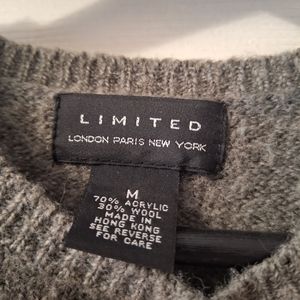 LIMITED
LONDON PARIS NEW YORK
M
70% ACRYLIC
30% WOOL
MADE IN
HONG KONG
SEE REVERSE
FOR CARE